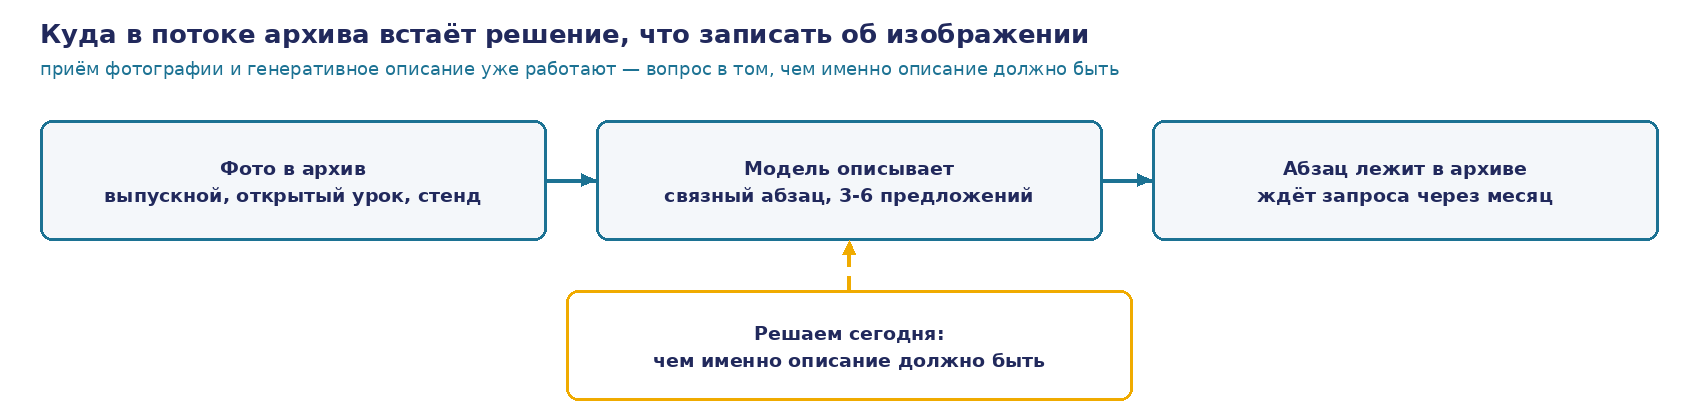 Куда в потоке архива встаёт решение, что записать об изображении
приём фотографии и генеративное описание уже работают — вопрос в том, чем именно описание должно быть
Фото в архив
выпускной, открытый урок, стенд
Модель описывает
связный абзац, 3-6 предложений
Абзац лежит в архиве
ждёт запроса через месяц
Решаем сегодня:
чем именно описание должно быть